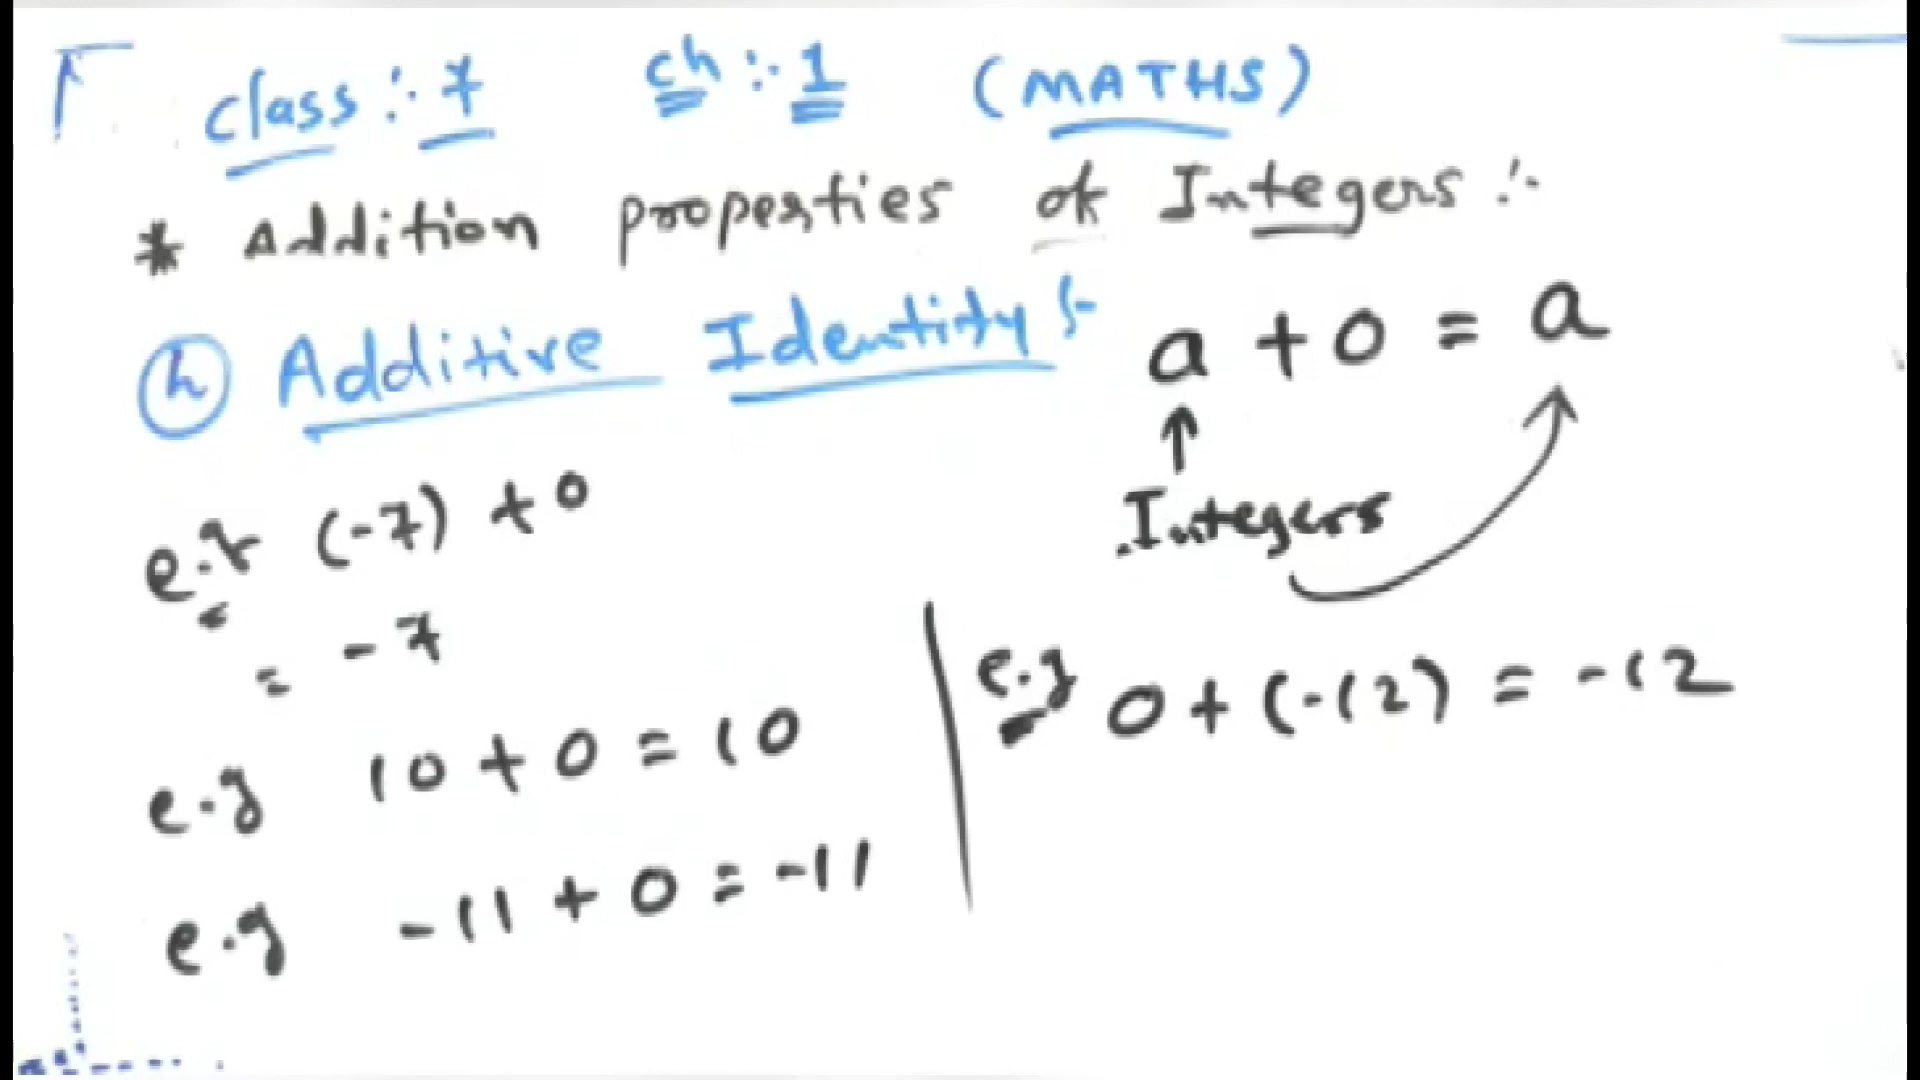 class :- 7 ch :- 1 (MATHS)
* Addition properties of Integers :-
Additive Identity :- a + 0 = a
Integers
e.g (-7) + 0
= -7
e.g 10 + 0 = 10
e.g -11 + 0 = -11
e.g 0 + (-12) = -12